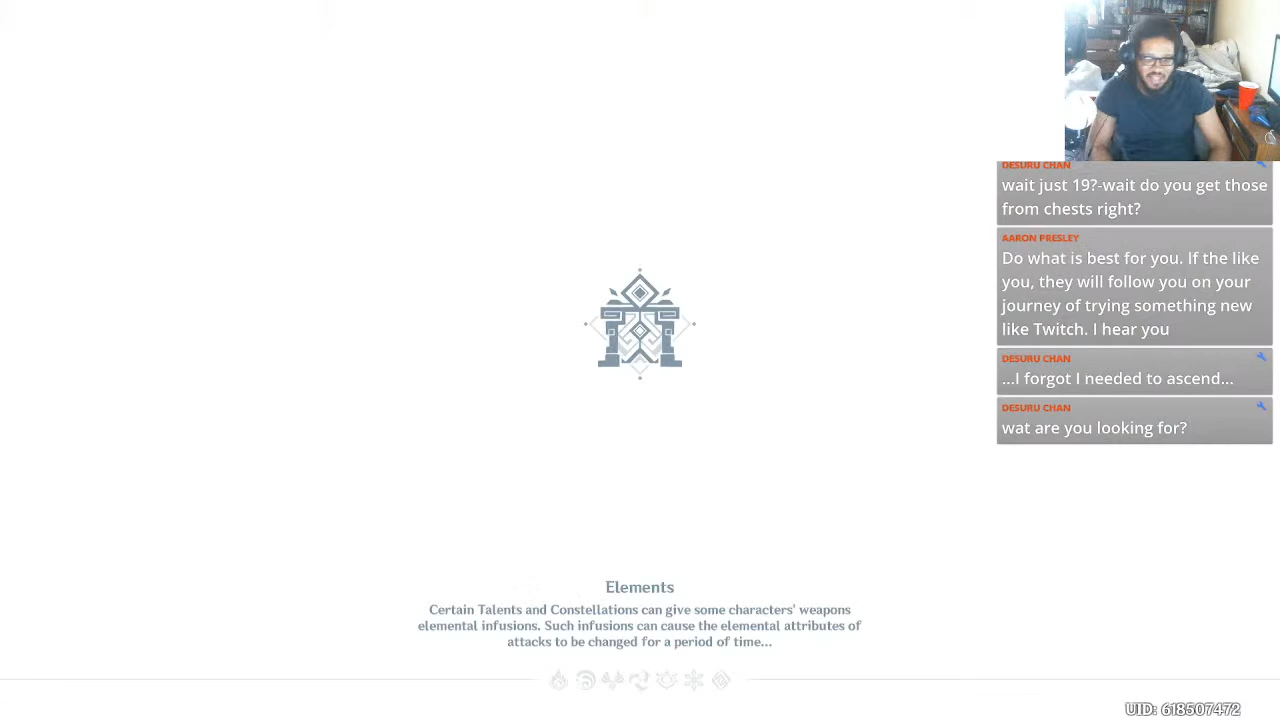 DESURU CHAN
wait just 19?-wait do you get those
from chests right?
AARON PRESLEY
Do what is best for you. If the like
you, they will follow you on your
journey of trying something new
like Twitch. I hear you
DESURU CHAN
...I forgot I needed to ascend...
DESURU CHAN
wat are you looking for?
Elements
Certain Talents and Constellations can give some characters' weapons
elemental infusions. Such infusions can cause the elemental attributes of
attacks to be changed for a period of time...
UID: 618507472